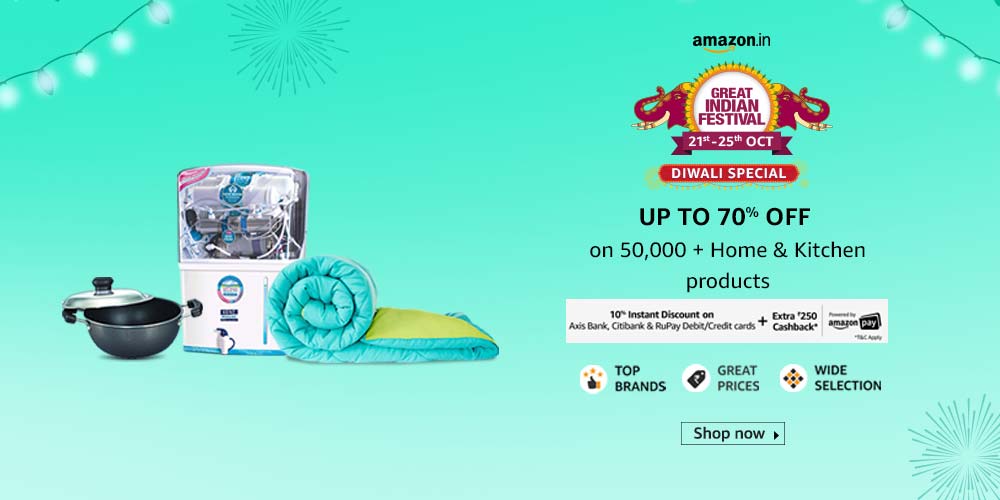 amazon.in
GREAT
INDIAN
FESTIVAL
21st - 25th OCT
DIWALI SPECIAL
UP TO 70% OFF
on 50,000 + Home & Kitchen
products
10% Instant Discount on
Axis Bank, Citibank & RuPay Debit/Credit cards
+
Extra ₹250
Cashback*
Powered by
amazon pay
*T&C Apply
TOP
BRANDS
GREAT
PRICES
WIDE
SELECTION
Shop now